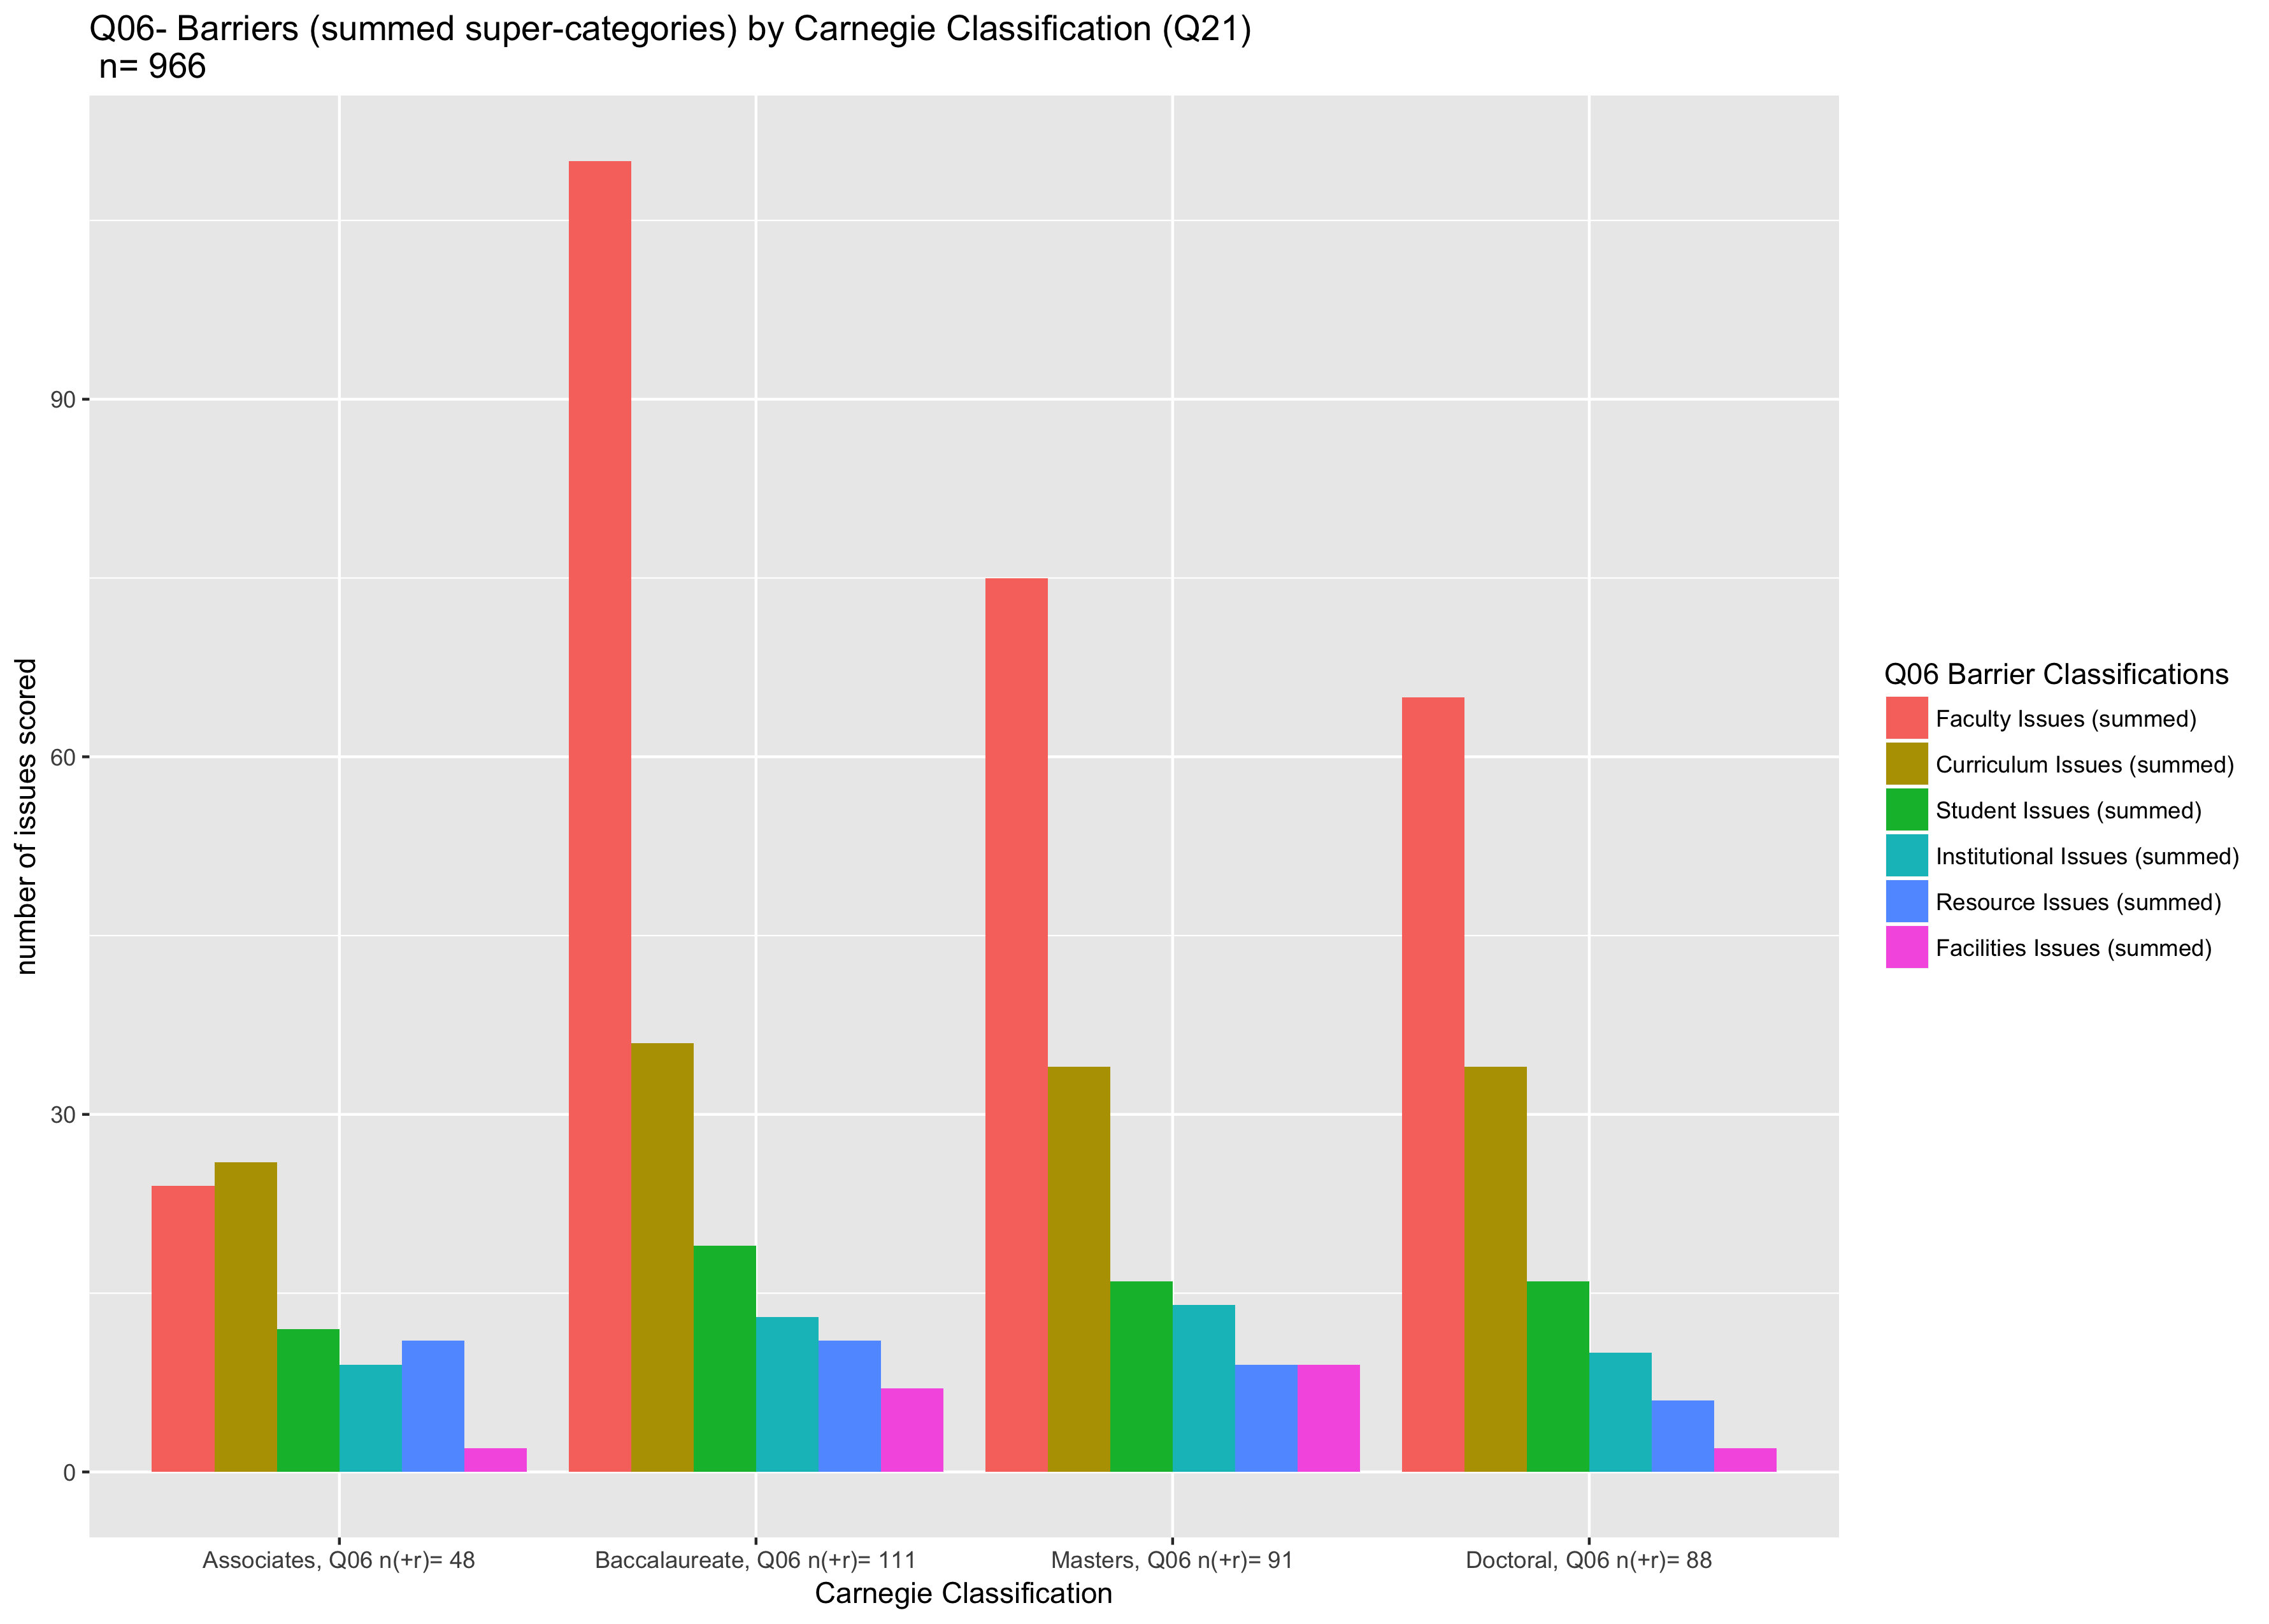 Q06- Barriers (summed super-categories) by Carnegie Classification (Q21)
n= 966
number of issues scored
90
60
30
0
Associates, Q06 n(+r)= 48
Baccalaureate, Q06 n(+r)= 111
Masters, Q06 n(+r)= 91
Doctoral, Q06 n(+r)= 88
Carnegie Classification
Q06 Barrier Classifications
Faculty Issues (summed)
Curriculum Issues (summed)
Student Issues (summed)
Institutional Issues (summed)
Resource Issues (summed)
Facilities Issues (summed)